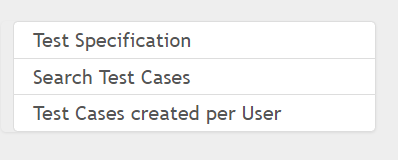 Test Specification
Search Test Cases
Test Cases created per User